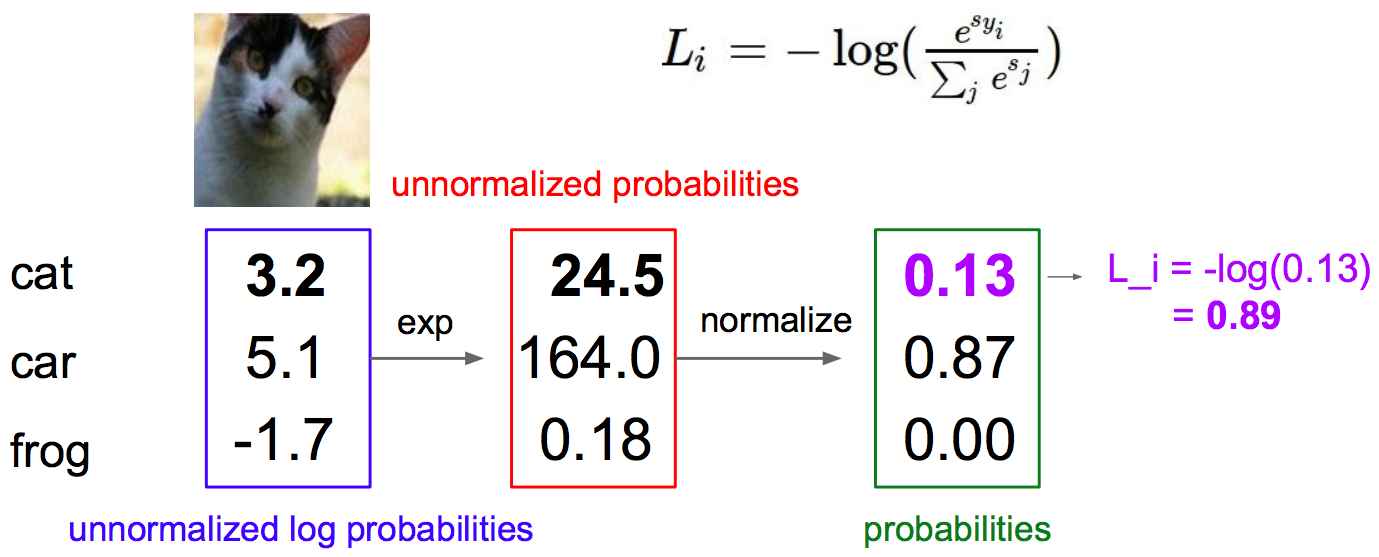 L_i = − log( e^{s_{y_i}} / ∑_j e^{s_j} )
unnormalized probabilities
cat 3.2 24.5 0.13 L_i = -log(0.13)
= 0.89
exp normalize
car 5.1 164.0 0.87
frog -1.7 0.18 0.00
unnormalized log probabilities probabilities